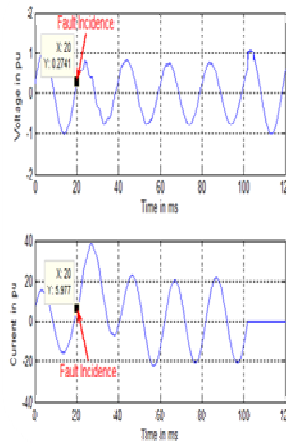 2
Fault Incidence
X: 20
Y: 0.2741
1
0
-1
-2
Voltage in pu
0 20 40 60 80 100 12
Time in ms
40
X: 20
Y: 5.977
20
0
-20
-40
Current in pu
Fault Incidence
0 20 40 60 80 100 12
Time in ms